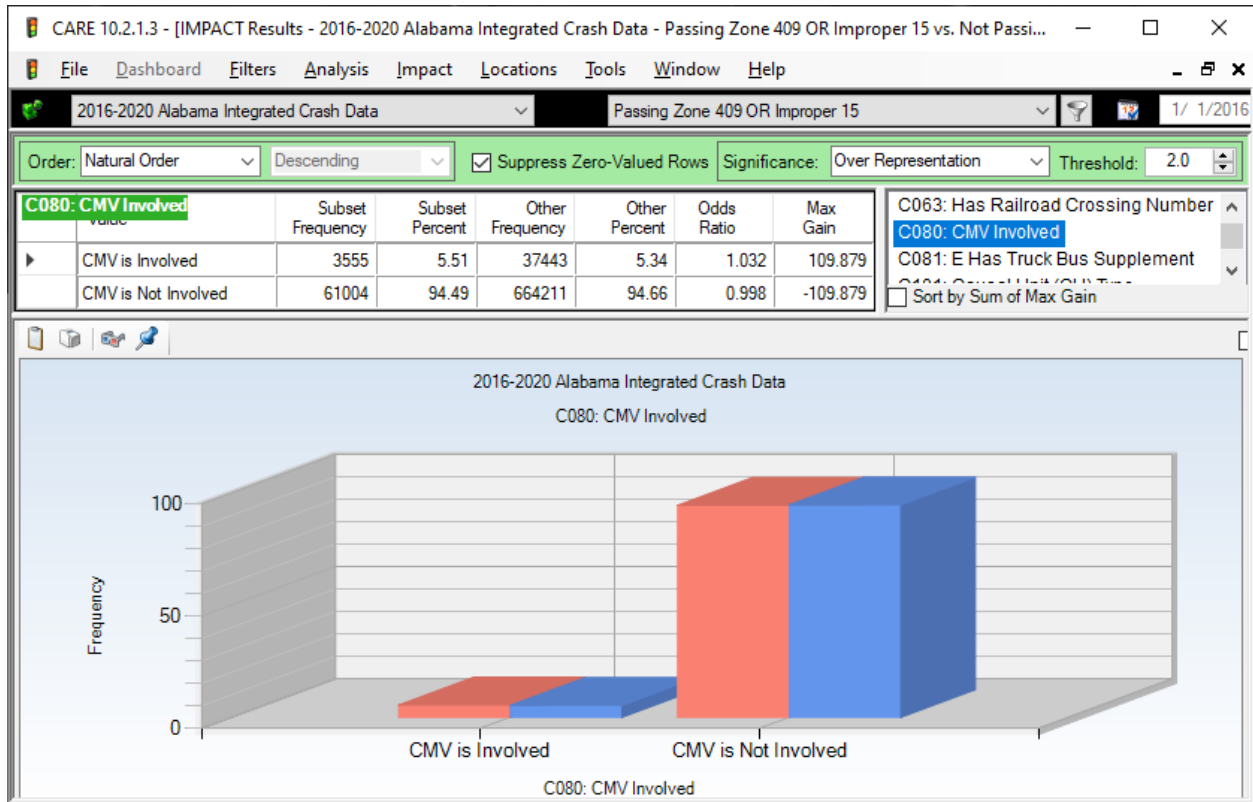 CARE 10.2.1.3 - [IMPACT Results - 2016-2020 Alabama Integrated Crash Data - Passing Zone 409 OR Improper 15 vs. Not Passi...
File Dashboard Filters Analysis Impact Locations Tools Window Help
2016-2020 Alabama Integrated Crash Data Passing Zone 409 OR Improper 15 1/ 1/2016
Order: Natural Order Descending Suppress Zero-Valued Rows Significance: Over Representation Threshold: 2.0
C080: CMV Involved Subset Frequency Subset Percent Other Frequency Other Percent Odds Ratio Max Gain
CMV is Involved 3555 5.51 37443 5.34 1.032 109.879
CMV is Not Involved 61004 94.49 664211 94.66 0.998 -109.879
C063: Has Railroad Crossing Number
C080: CMV Involved
C081: E Has Truck Bus Supplement
Sort by Sum of Max Gain
2016-2020 Alabama Integrated Crash Data
C080: CMV Involved
100
50
0
Frequency
CMV is Involved CMV is Not Involved
C080: CMV Involved